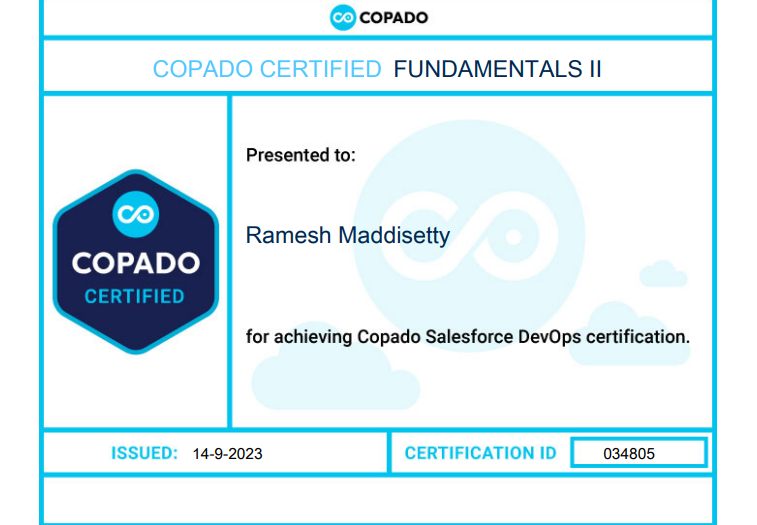 COPADO
COPADO CERTIFIED FUNDAMENTALS II
Presented to:
Ramesh Maddisetty
COPADO
CERTIFIED
for achieving Copado Salesforce DevOps certification.
ISSUED: 14-9-2023
CERTIFICATION ID 034805